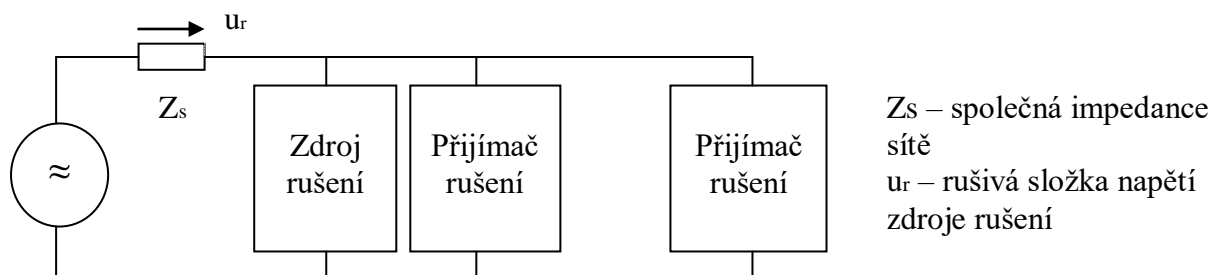 uᵣ
Zₛ
≈
Zdroj
rušení
Přijímač
rušení
Přijímač
rušení
Zs – společná impedance
sítě
uᵣ – rušivá složka napětí
zdroje rušení